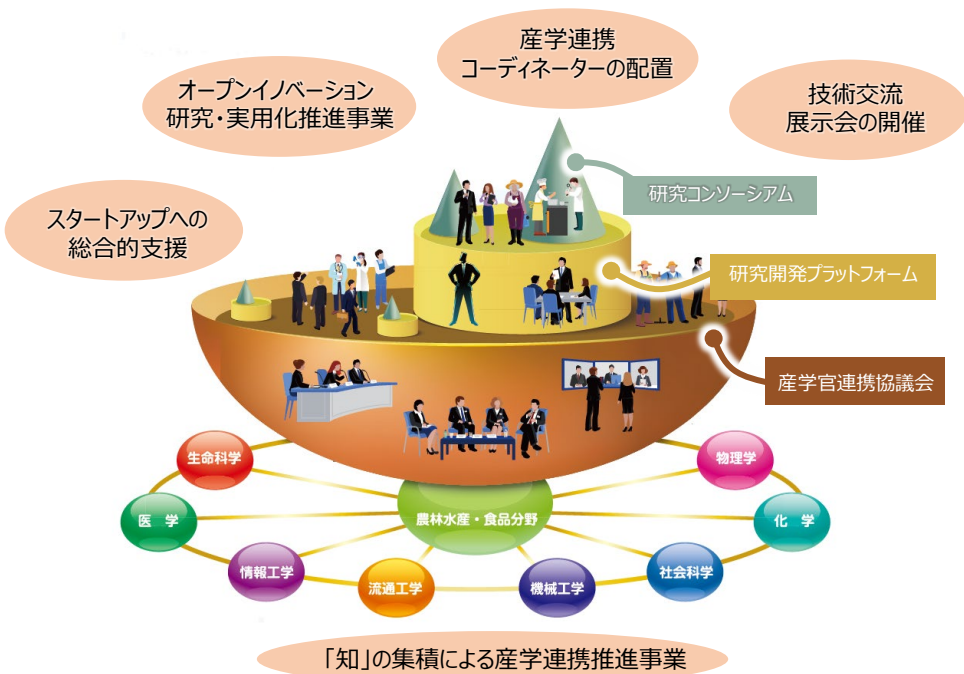 産学連携
コーディネーターの配置
オープンイノベーション
研究・実用化推進事業
技術交流
展示会の開催
研究コンソーシアム
スタートアップへの
総合的支援
研究開発プラットフォーム
産学官連携協議会
生命科学
物理学
医　学
農林水産・食品分野
化　学
情報工学
流通工学
機械工学
社会科学
「知」の集積による産学連携推進事業